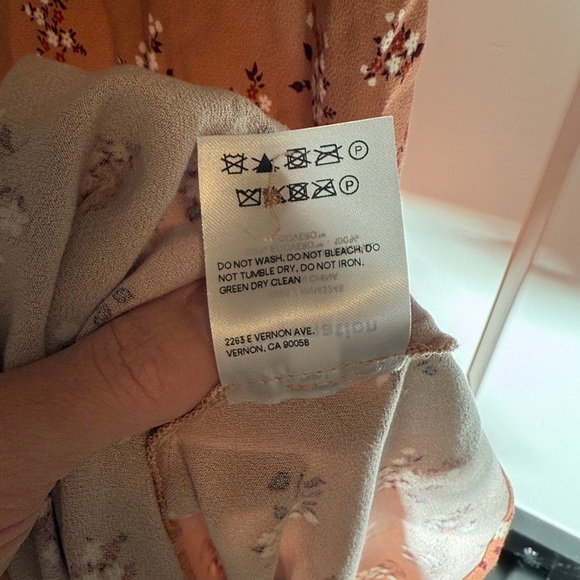 P
P
DO NOT WASH, DO NOT BLEACH, DO
NOT TUMBLE DRY, DO NOT IRON,
GREEN DRY CLEAN
2263 E VERNON AVE.
VERNON, CA 90058